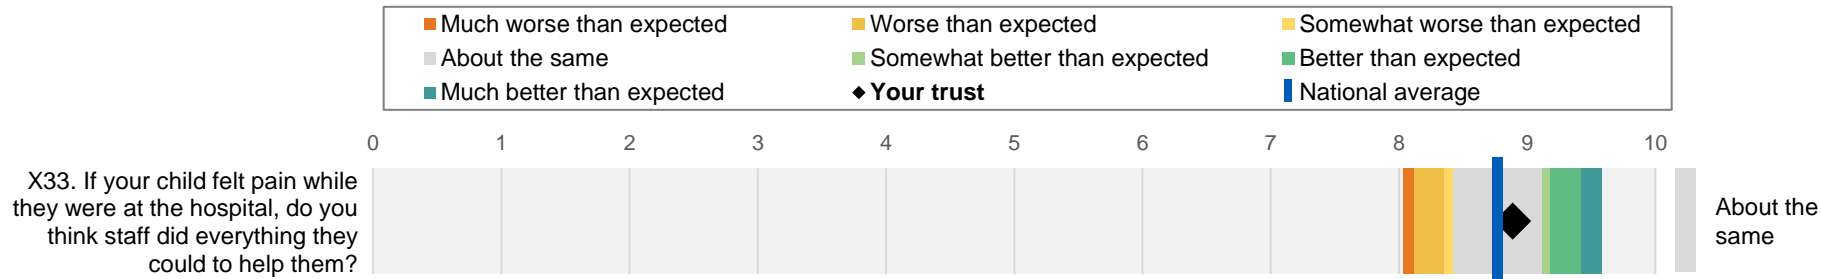 Much worse than expected
Worse than expected
Somewhat worse than expected
About the same
Somewhat better than expected
Better than expected
Much better than expected
Your trust
National average
0 1 2 3 4 5 6 7 8 9 10
X33. If your child felt pain while
they were at the hospital, do you
think staff did everything they
could to help them?
About the
same